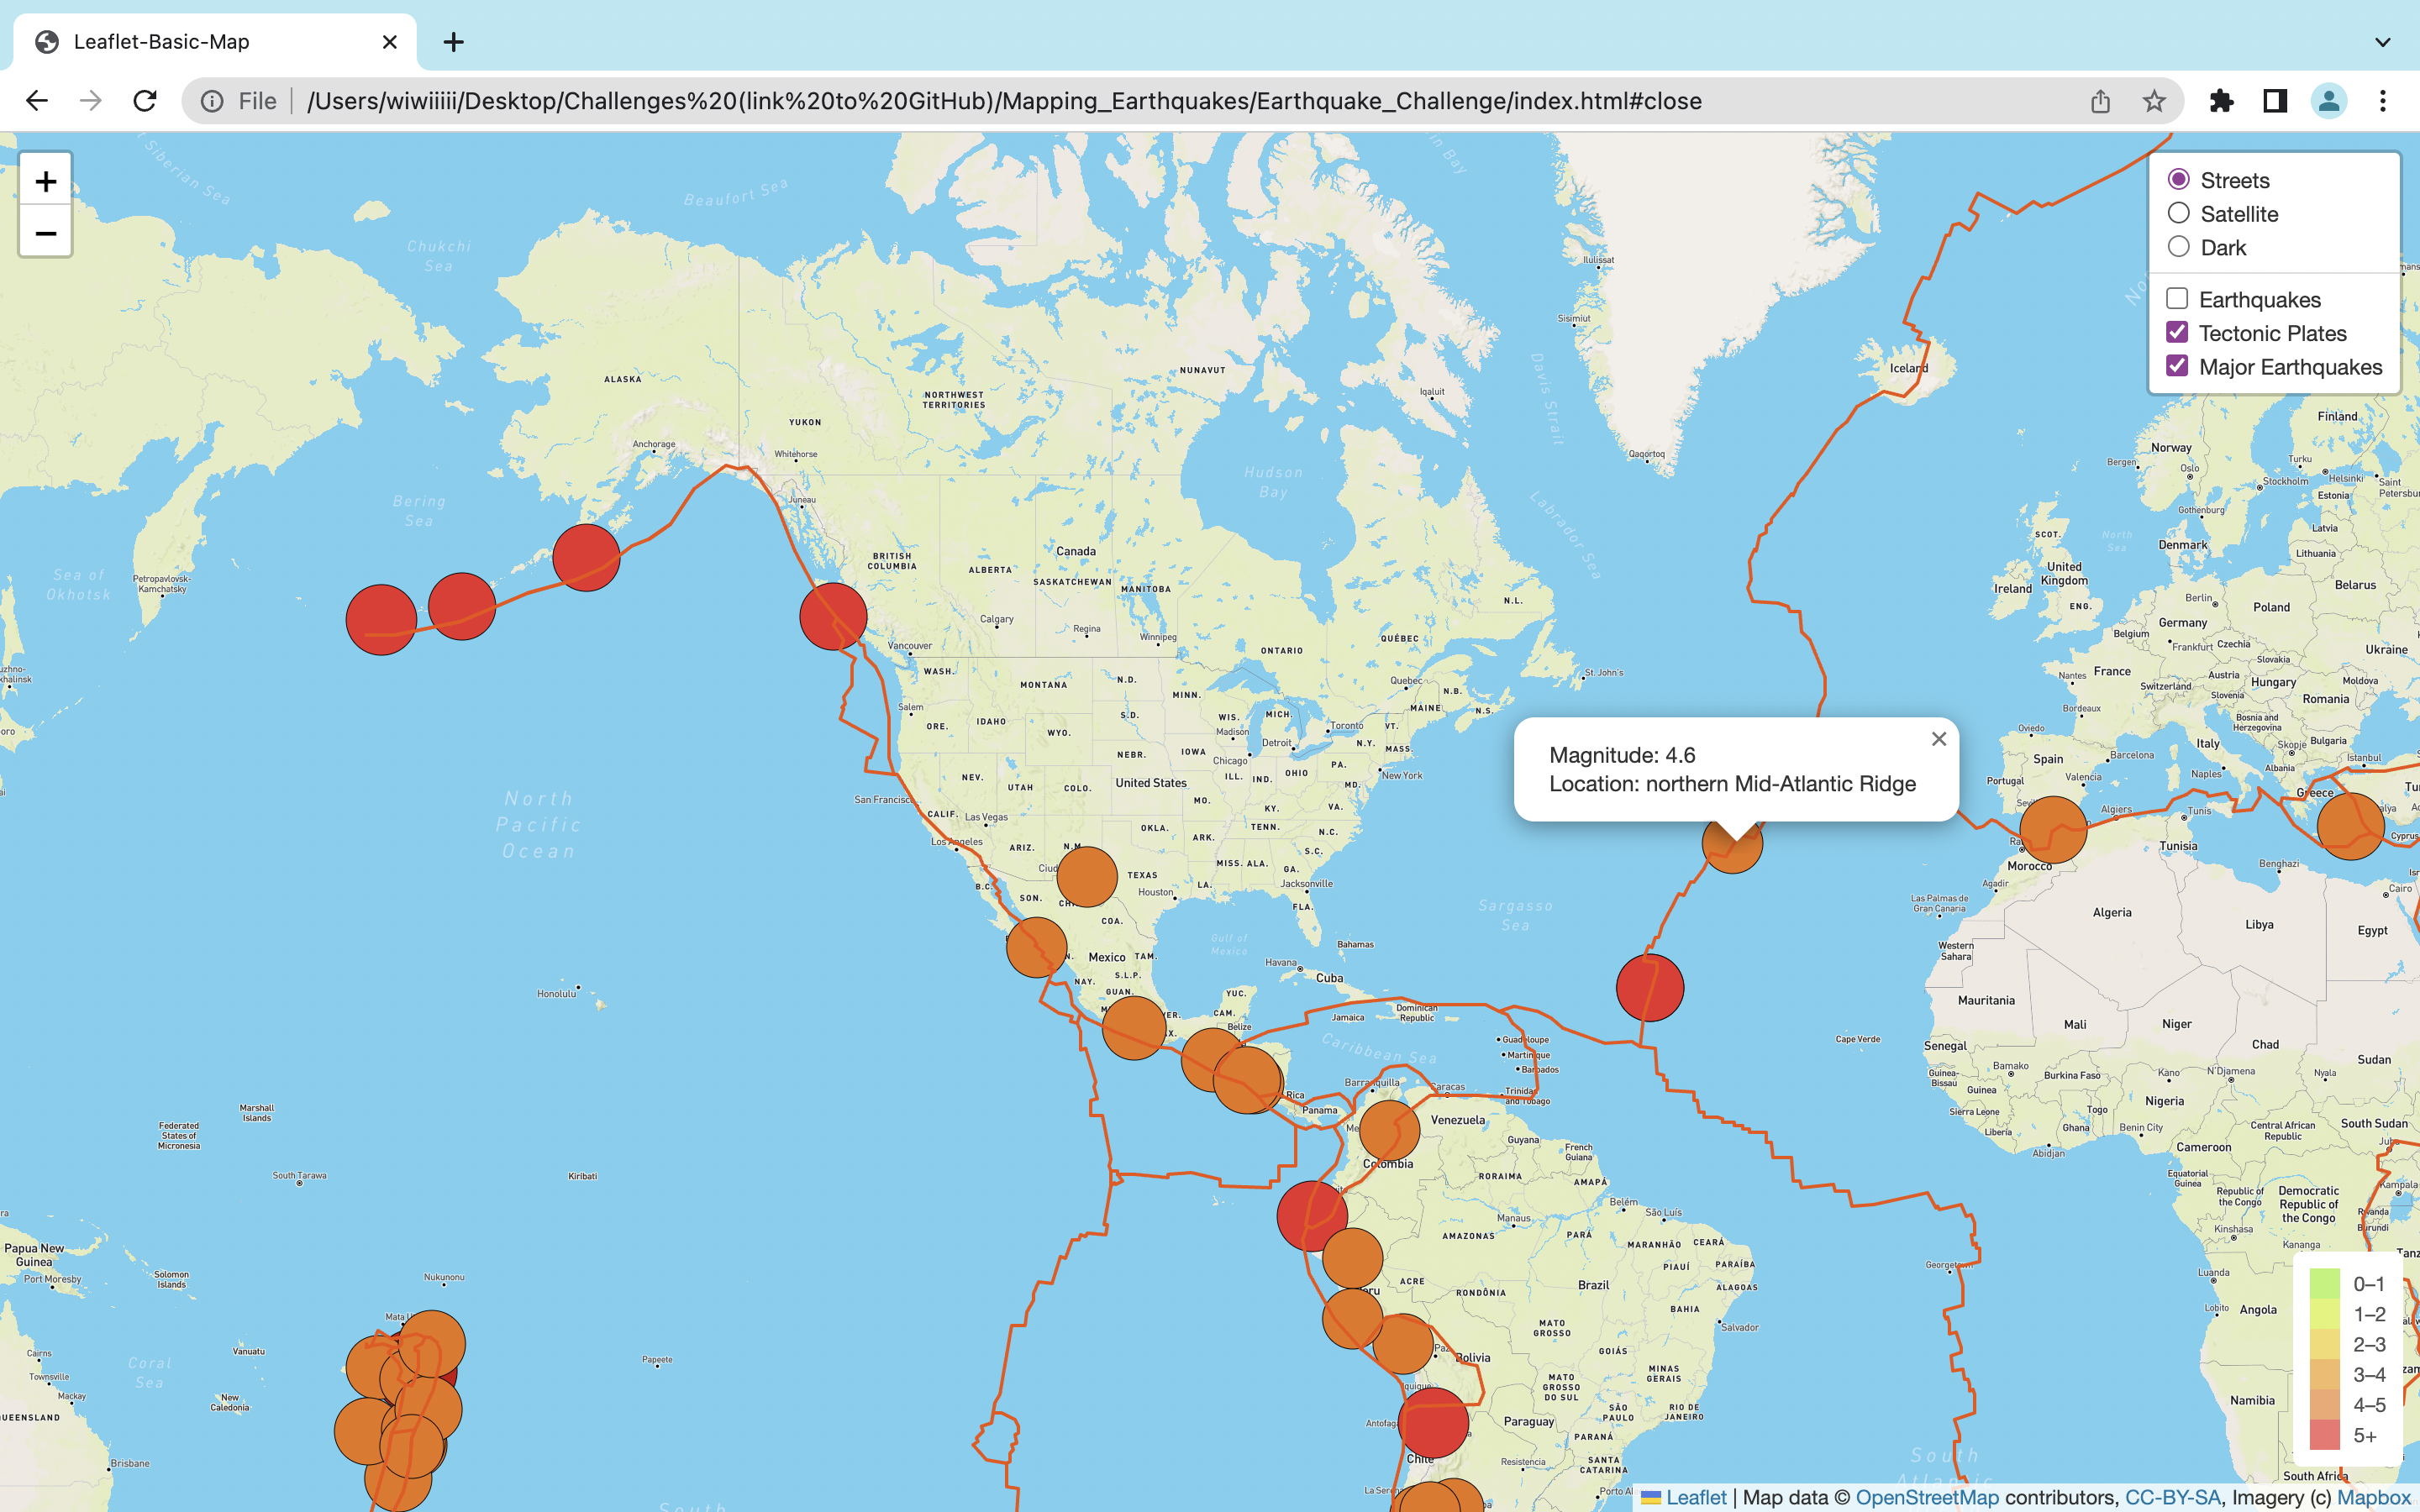 Leaflet-Basic-Map
File
/Users/wiwiiiii/Desktop/Challenges%20(link%20to%20GitHub)/Mapping_Earthquakes/Earthquake_Challenge/index.html#close
+
−
Streets
Satellite
Dark
Earthquakes
Tectonic Plates
Major Earthquakes
Siberian Sea
Beaufort Sea
Chukchi
Sea
Ilulissat
Sisimiut
Davis Strait
Iceland
ALASKA
NUNAVUT
NORTHWEST
TERRITORIES
Iqaluit
YUKON
Anchorage
Whitehorse
Qaqortoq
Finland
Norway
Bergen
Oslo
Turku
Helsinki
Saint
Stockholm
Estonia
Gothenburg
Bering
Sea
Hudson
Bay
Labrador Sea
Juneau
SCOT.
North
Sea
Latvia
Denmark
Lithuania
BRITISH
COLUMBIA
Canada
ALBERTA
SASKATCHEWAN
MANITOBA
Sea of
Okhotsk
Petropavlovsk-
Kamchatsky
N.L.
United
Kingdom
Ireland
Belarus
Berlin
ENG.
Poland
Calgary
Regina
Winnipeg
QUÉBEC
Germany
Belgium
Frankfurt
Czechia
Vancouver
ONTARIO
Ukraine
Slovakia
WASH.
MONTANA
N.D.
MINN.
Quebec
N.B.
St. John's
France
Nantes
Austria
Switzerland
Hungary
Moldova
Slovenia
Romania
Salem
ORE.
IDAHO
S.D.
WIS.
MICH.
MAINE
N.S.
Bordeaux
Bosnia and
Herzegovina
Madison
Toronto
VT.
WYO.
Detroit
N.Y.
MASS.
Oviedo
Italy
Skopje
Bulgaria
NEBR.
IOWA
Chicago
PA.
Spain
Barcelona
Istanbul
Naples
Albania
NEV.
UTAH
COLO.
United States
ILL.
IND.
OHIO
MD.
New York
Portugal
Valencia
Greece
San Francisco
MO.
KY.
VA.
Algiers
Tunis
CALIF.
Las Vegas
OKLA.
ARK.
TENN.
N.C.
Cyprus
Los Angeles
ARIZ.
N.M.
S.C.
Tunisia
Magnitude: 4.6
Location: northern Mid-Atlantic Ridge
North
Pacific
Ocean
MISS.
ALA.
GA.
Morocco
Benghazi
TEXAS
Houston
LA.
Jacksonville
Agadir
Cairo
B.C.
SON.
FLA.
Las Palmas de
Gran Canaria
Algeria
Libya
Egypt
COA.
Sargasso
Sea
Gulf of
Mexico
Bahamas
Western
Sahara
Mexico
TAM.
Havana
Cuba
S.L.P.
NAY.
GUAN.
Honolulu
YUC.
Mauritania
CAM.
Dominican
Republic
Jamaica
Belize
Mali
Niger
Chad
Sudan
Caribbean Sea
Guadeloupe
Martinique
Barbados
Cape Verde
Senegal
Bamako
Guinea-
Bissau
Burkina Faso
Kano
N'Djamena
Nyala
Guinea
Barranquilla
Caracas
Trinidad
and Tobago
Rica
Panama
Nigeria
Sierra Leone
Togo
Ghana
Benin City
Central African
Republic
South Sudan
Liberia
Abidjan
Cameroon
Marshall
Islands
Federated
States of
Micronesia
South Tarawa
Kiribati
Venezuela
Guyana
French
Guiana
Colombia
RORAIMA
AMAPÁ
Equatorial
Guinea
Republic of
the Congo
Democratic
Republic of
the Congo
Kampala
Rwanda
Burundi
Belém
São Luís
Manaus
AMAZONAS
PARÁ
MARANHÃO
CEARÁ
Kinshasa
Kananga
Papua New
Guinea
Port Moresby
Solomon
Islands
Nukunonu
PIAUÍ
PARAÍBA
ACRE
RONDÔNIA
Brazil
ALAGOAS
Luanda
BAHIA
Lobito
Angola
Vanuatu
MATO
GROSSO
Salvador
Cairns
Coral
Sea
Papeete
Bolivia
GOIÁS
Townsville
Mackay
New
Caledonia
MATO
GROSSO
DO SUL
MINAS
GERAIS
Namibia
QUEENSLAND
SÃO
PAULO
RIO DE
JANEIRO
Paraguay
PARANÁ
Brisbane
Chile
Resistencia
SANTA
CATARINA
South
Atlantic
South Africa
South
0–1
1–2
2–3
3–4
4–5
5+
Leaflet | Map data © OpenStreetMap contributors, CC-BY-SA, Imagery (c) Mapbox